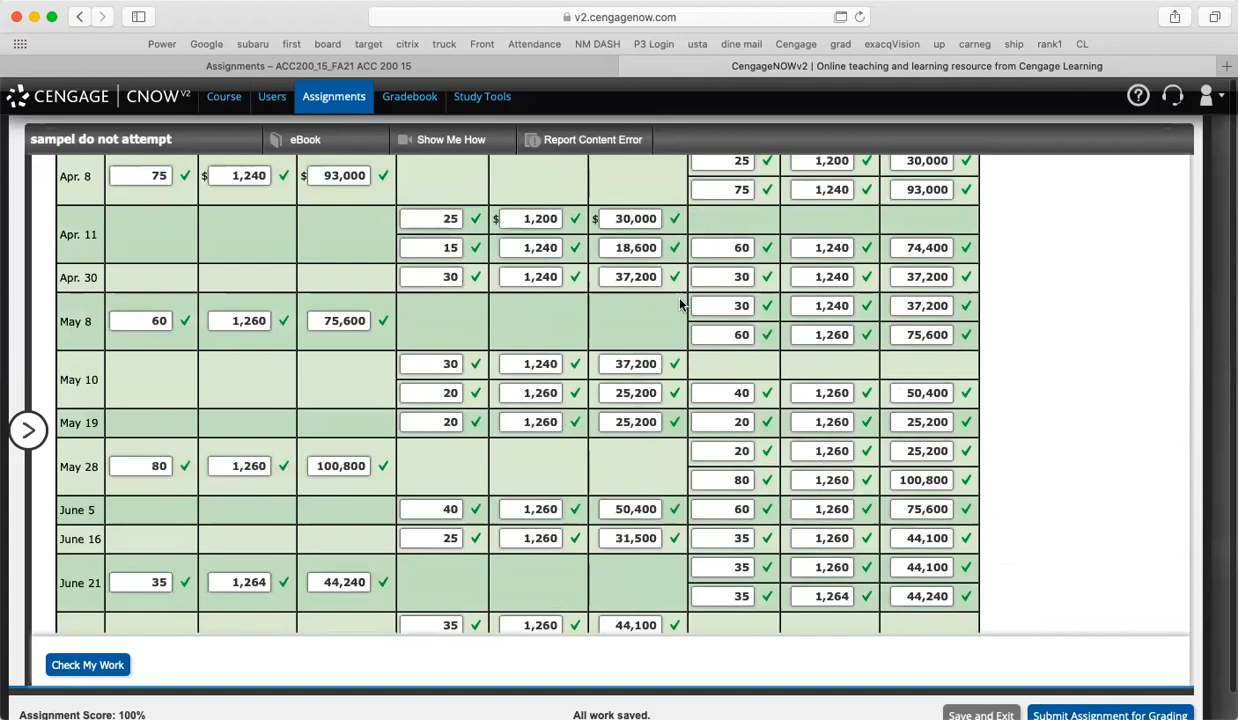 v2.cengagenow.com
Power Google subaru first board target citrix truck Front Attendance NM DASH P3 Login usta dine mail Cengage grad exacqVision up carneg ship rank1 CL
Assignments – ACC200_15_FA21 ACC 200 15 CengageNOWv2 | Online teaching and learning resource from Cengage Learning
CENGAGE | CNOWV2 Course Users Assignments Gradebook Study Tools
sampel do not attempt eBook Show Me How Report Content Error
25 1,200 30,000
Apr. 8 75 $ 1,240 $ 93,000
75 1,240 93,000
25 $ 1,200 $ 30,000
Apr. 11
15 1,240 18,600 60 1,240 74,400
Apr. 30 30 1,240 37,200 30 1,240 37,200
30 1,240 37,200
May 8 60 1,260 75,600
60 1,260 75,600
30 1,240 37,200
May 10
20 1,260 25,200 40 1,260 50,400
May 19 20 1,260 25,200 20 1,260 25,200
20 1,260 25,200
May 28 80 1,260 100,800
80 1,260 100,800
June 5 40 1,260 50,400 60 1,260 75,600
June 16 25 1,260 31,500 35 1,260 44,100
35 1,260 44,100
June 21 35 1,264 44,240
35 1,264 44,240
35 1,260 44,100
Check My Work
Assignment Score: 100% All work saved. Save and Exit Submit Assignment for Grading